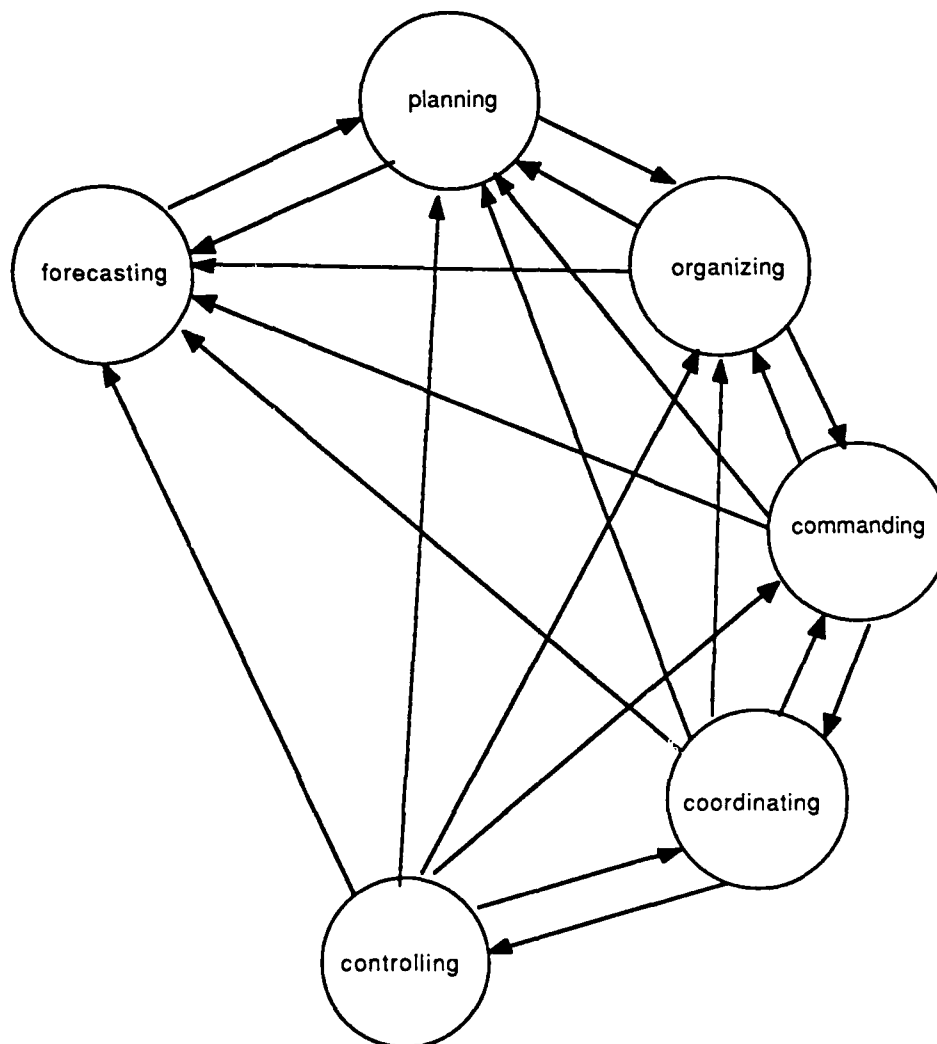 planning
forecasting
organizing
commanding
coordinating
controlling